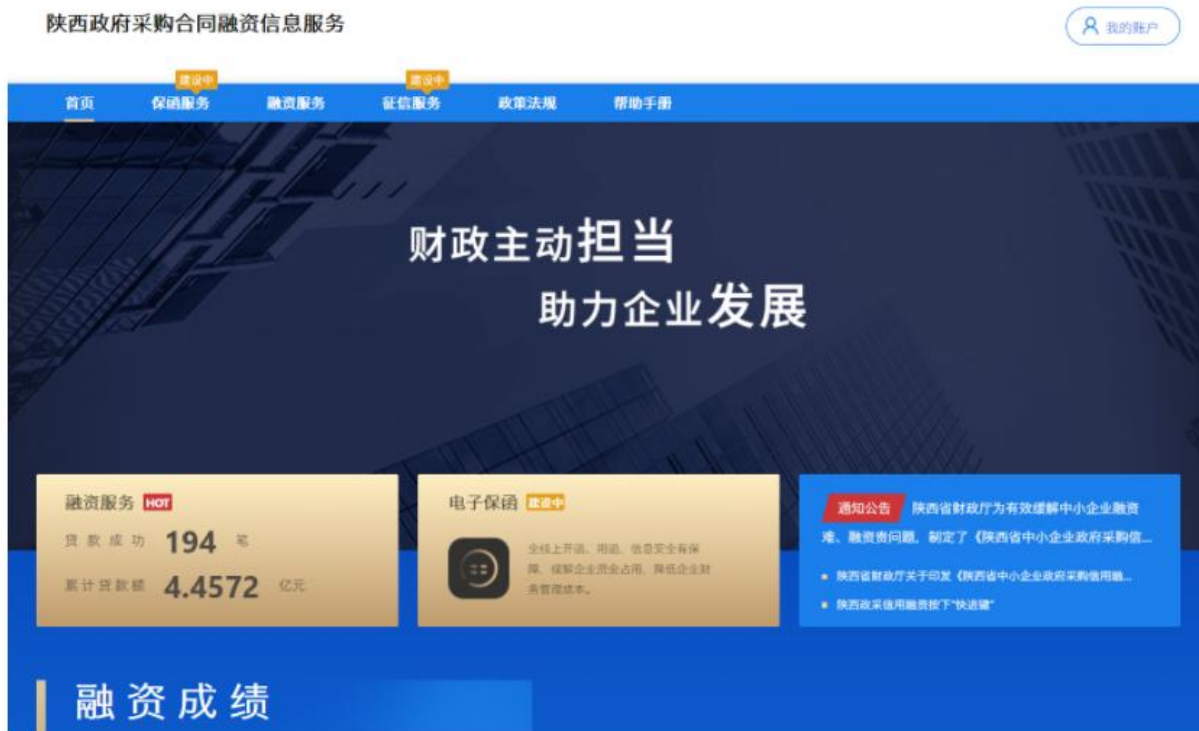 陕西政府采购合同融资信息服务
我的账户
建设中
建设中
首页 保函服务 融资服务 征信服务 政策法规 帮助手册
财政主动担当
助力企业发展
融资服务 HOT
贷款成功 194 笔
累计贷款额 4.4572 亿元
电子保函 建设中
全线上开函、用函，信息安全有保
障，缓解企业资金占用，降低企业财
务管理成本。
通知公告 陕西省财政厅为有效缓解中小企业融资
难、融资贵问题，制定了《陕西省中小企业政府采购信...
陕西省财政厅关于印发《陕西省中小企业政府采购信用融...
陕西政采信用融资按下“快进键”
融资成绩